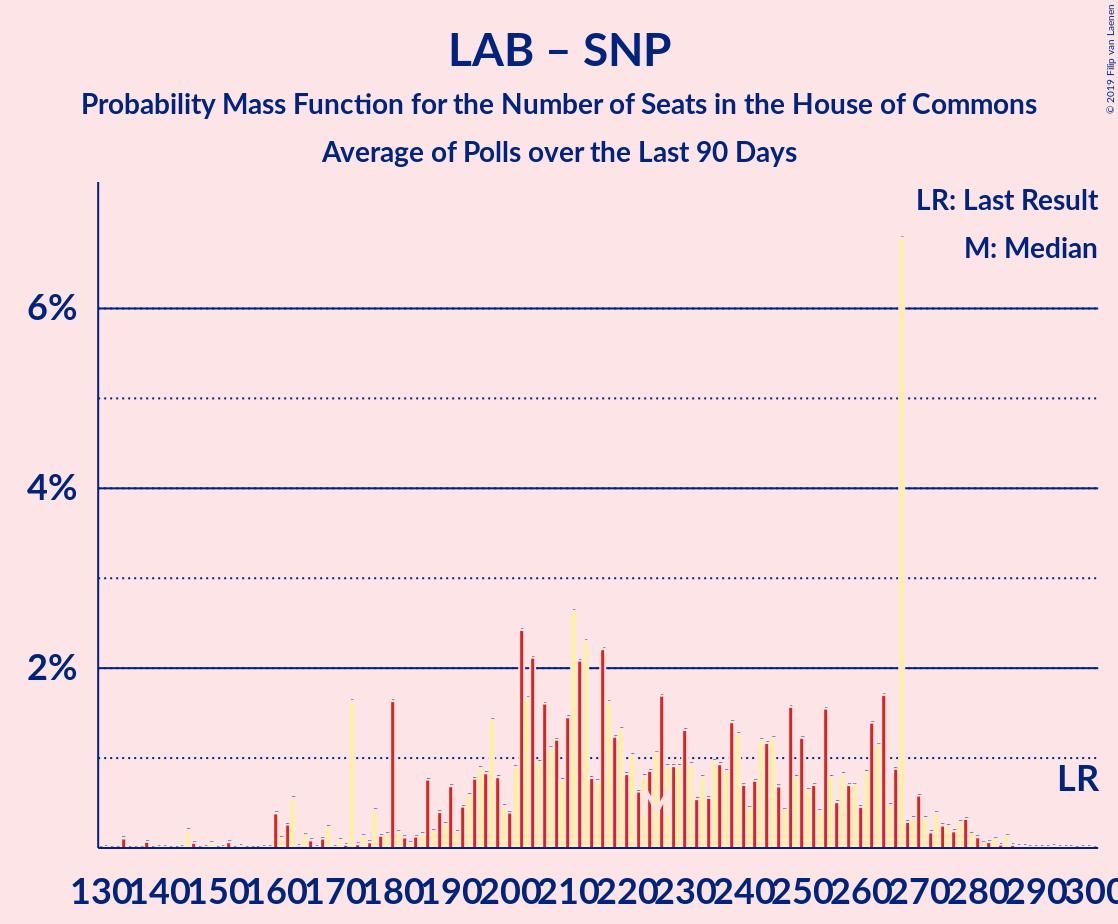 LAB – SNP
Probability Mass Function for the Number of Seats in the House of Commons
Average of Polls over the Last 90 Days
© 2019 Filip van Laenen
LR: Last Result
M: Median
6%
4%
2%
M
LR
130 140 150 160 170 180 190 200 210 220 230 240 250 260 270 280 290 300